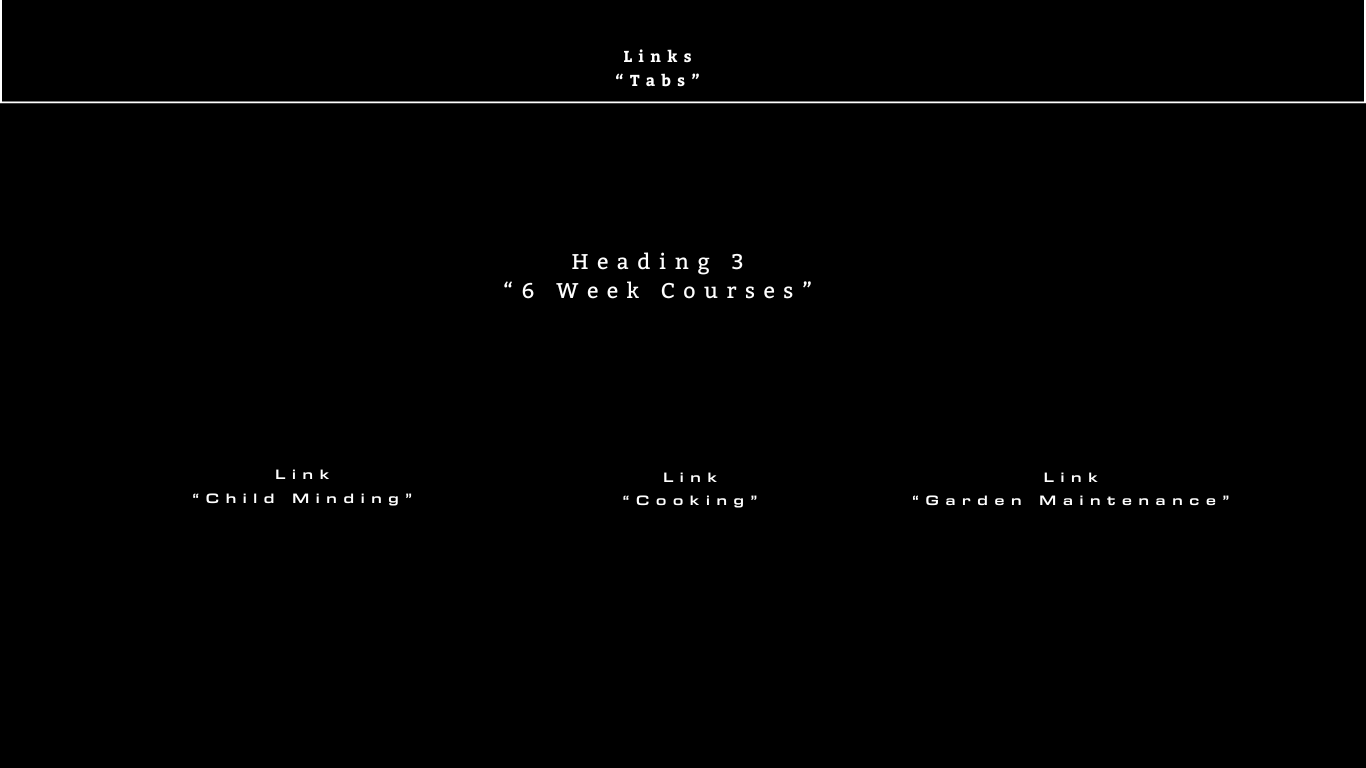 Links
“Tabs”
Heading 3
“6 Week Courses”
Link
“Child Minding”
Link
“Cooking”
Link
“Garden Maintenance”